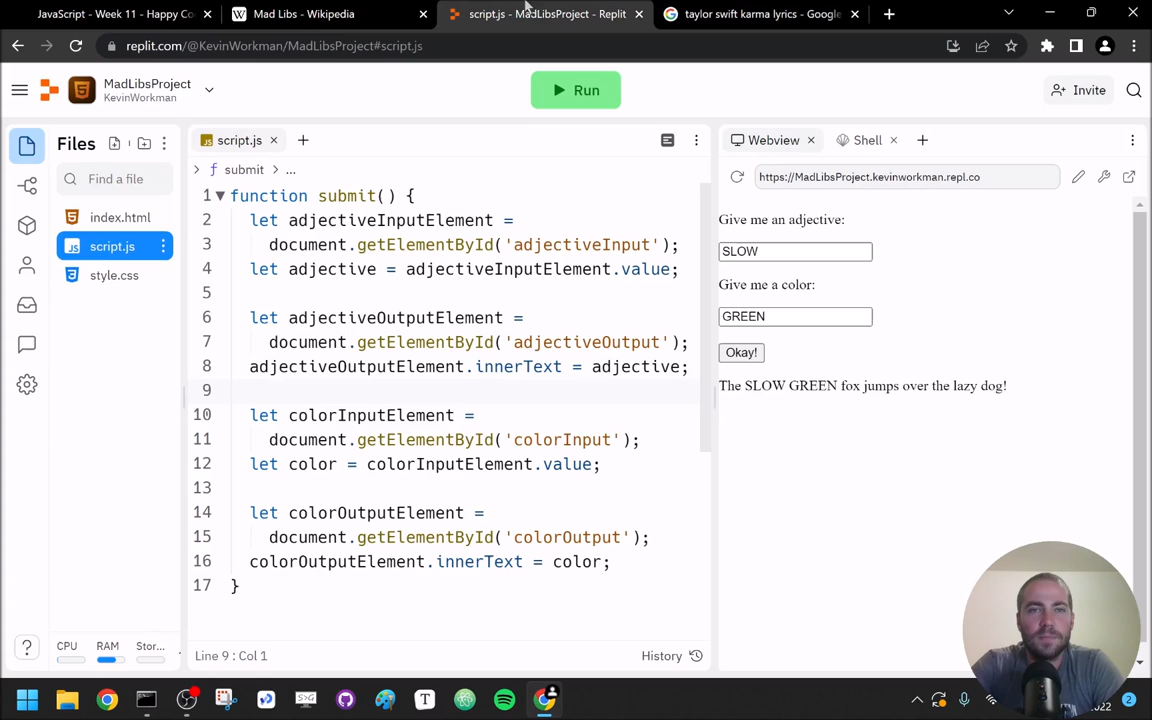 JavaScript - Week 11 - Happy Co
Mad Libs - Wikipedia
script.js - MadLibsProject - Replit
taylor swift karma lyrics - Google
replit.com/@KevinWorkman/MadLibsProject#script.js
MadLibsProject
KevinWorkman
Run
Invite
Files
script.js
Webview
Shell
Find a file
submit
...
https://MadLibsProject.kevinworkman.repl.co
index.html
script.js
style.css
1 function submit() {
2 let adjectiveInputElement =
3 document.getElementById('adjectiveInput');
4 let adjective = adjectiveInputElement.value;
5
6 let adjectiveOutputElement =
7 document.getElementById('adjectiveOutput');
8 adjectiveOutputElement.innerText = adjective;
9
10 let colorInputElement =
11 document.getElementById('colorInput');
12 let color = colorInputElement.value;
13
14 let colorOutputElement =
15 document.getElementById('colorOutput');
16 colorOutputElement.innerText = color;
17 }
Give me an adjective:
SLOW
Give me a color:
GREEN
Okay!
The SLOW GREEN fox jumps over the lazy dog!
CPU
RAM
Stor...
Line 9 : Col 1
History
2